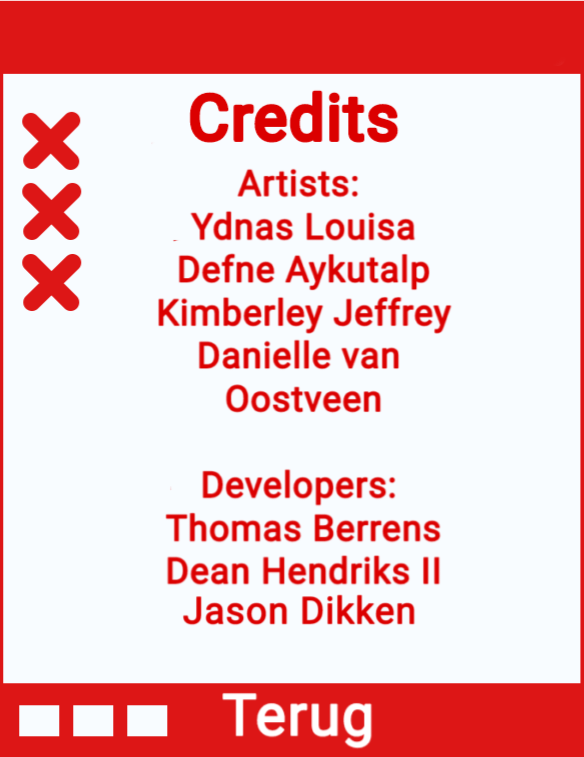 Credits
Artists:
Ydnas Louisa
Defne Aykutalp
Kimberley Jeffrey
Danielle van
Oostveen
Developers:
Thomas Berrens
Dean Hendriks II
Jason Dikken
Terug